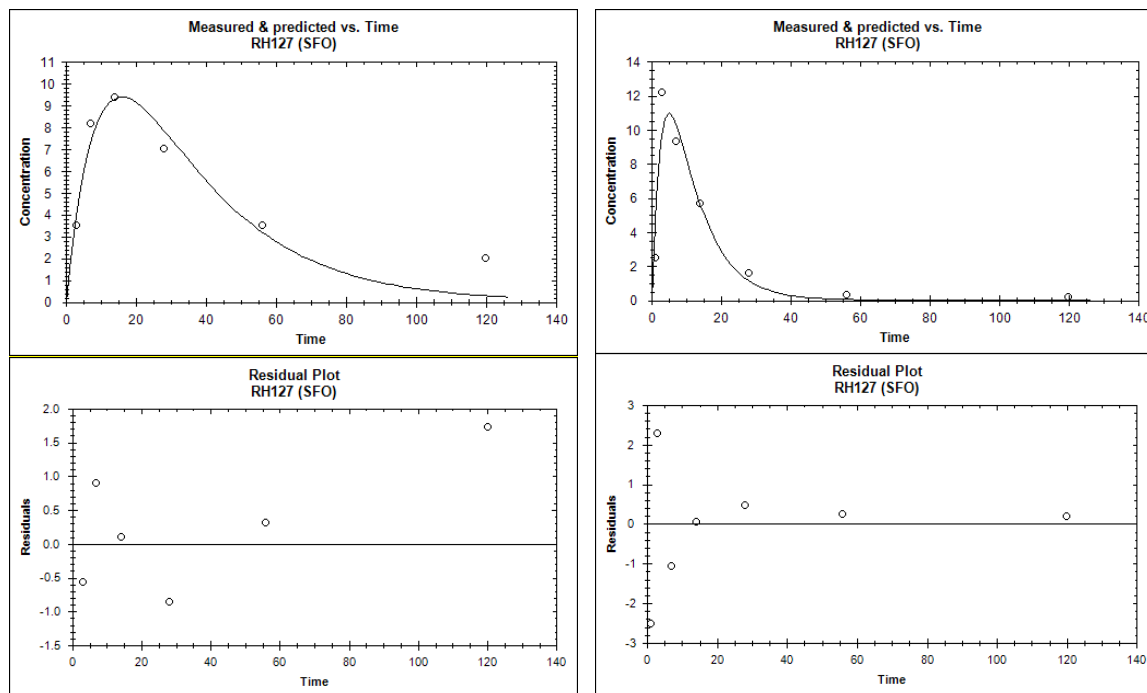 Measured & predicted vs. Time
RH127 (SFO)
Concentration
11
10
9
8
7
6
5
4
3
2
1
0
0 20 40 60 80 100 120 140
Time
Measured & predicted vs. Time
RH127 (SFO)
Concentration
14
12
10
8
6
4
2
0
0 20 40 60 80 100 120 140
Time
Residual Plot
RH127 (SFO)
Residuals
2.0
1.5
1.0
0.5
0.0
-0.5
-1.0
-1.5
0 20 40 60 80 100 120 140
Time
Residual Plot
RH127 (SFO)
Residuals
3
2
1
0
-1
-2
-3
0 20 40 60 80 100 120 140
Time